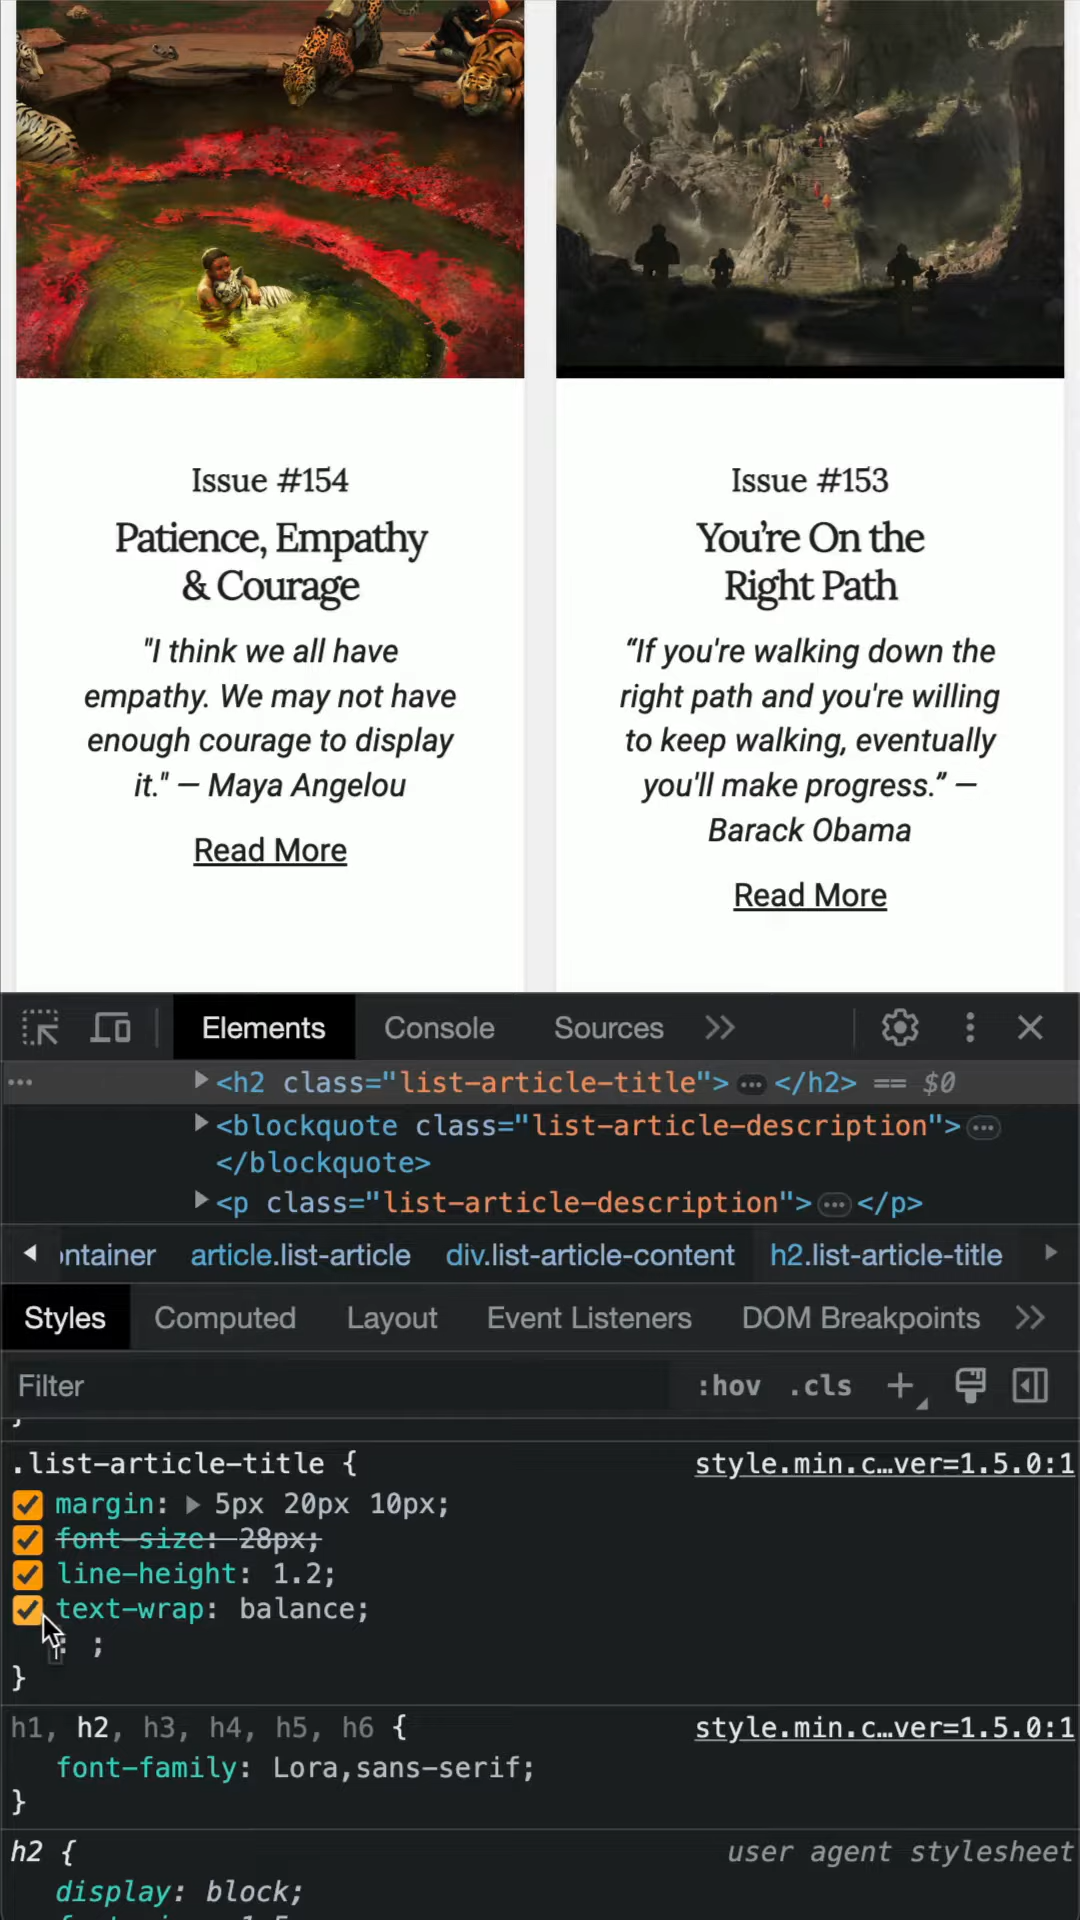 Issue #154
Patience, Empathy
& Courage
"I think we all have
empathy. We may not have
enough courage to display
it." — Maya Angelou
Read More
Issue #153
You’re On the
Right Path
“If you're walking down the
right path and you're willing
to keep walking, eventually
you'll make progress.” —
Barack Obama
Read More
Elements Console Sources
<h2 class="list-article-title"> … </h2> == $0
<blockquote class="list-article-description"> …
</blockquote>
<p class="list-article-description"> … </p>
ontainer article.list-article div.list-article-content h2.list-article-title
Styles Computed Layout Event Listeners DOM Breakpoints
Filter :hov .cls
}
.list-article-title { style.min.c…ver=1.5.0:1
margin: 5px 20px 10px;
font-size: 28px;
line-height: 1.2;
text-wrap: balance;
: ;
}
h1, h2, h3, h4, h5, h6 { style.min.c…ver=1.5.0:1
font-family: Lora,sans-serif;
}
h2 { user agent stylesheet
display: block;